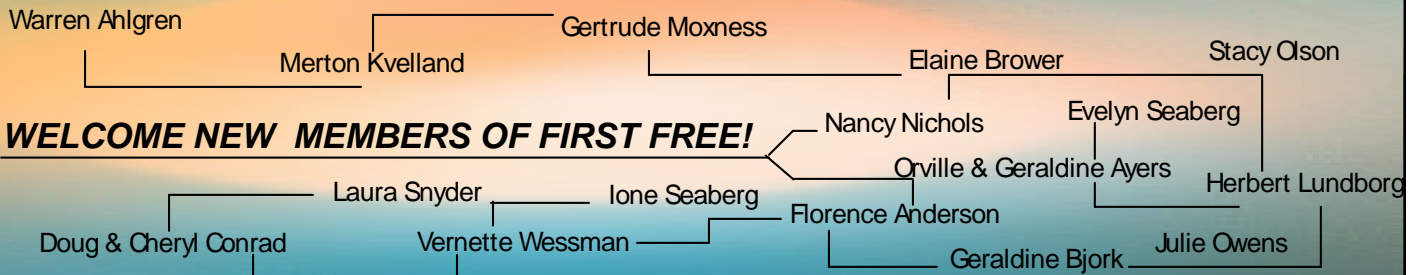 Warren Ahlgren
Gertrude Moxness
Merton Kvelland
Elaine Brower
Stacy Olson
WELCOME NEW MEMBERS OF FIRST FREE!
Nancy Nichols
Evelyn Seaberg
Orville & Geraldine Ayers
Herbert Lundborg
Laura Snyder
Ione Seaberg
Florence Anderson
Doug & Cheryl Conrad
Vernette Wessman
Geraldine Bjork
Julie Owens